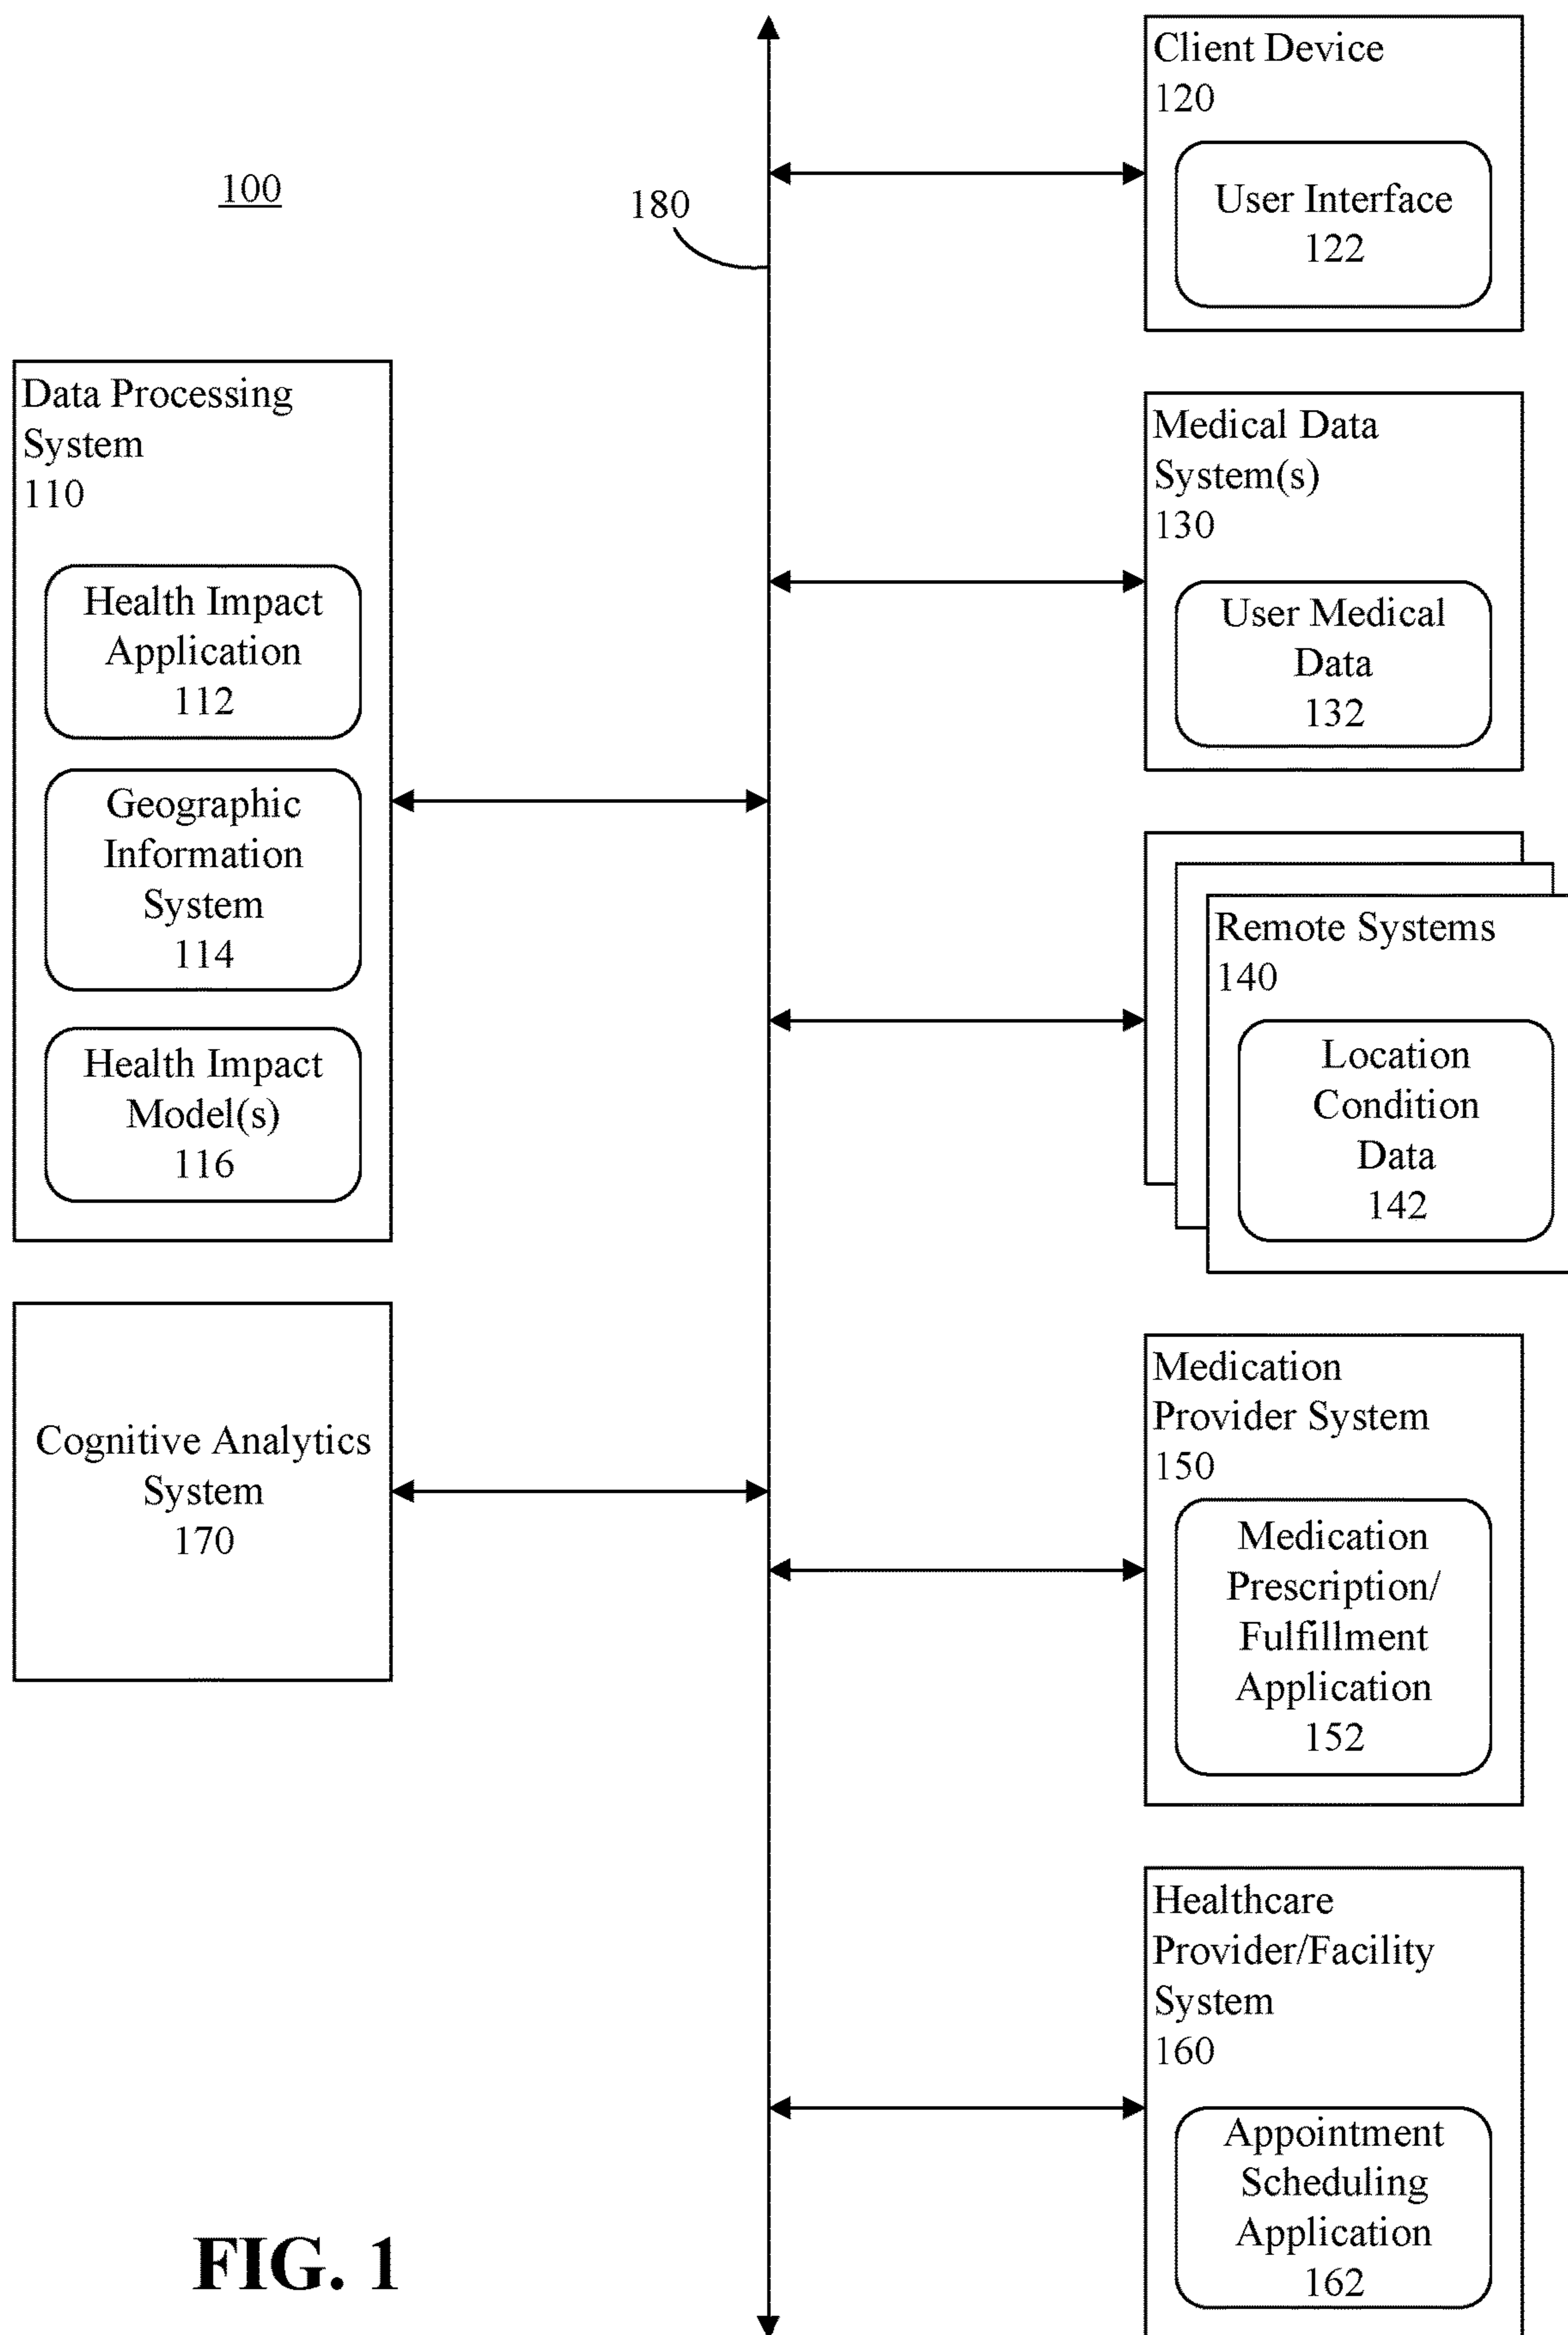 100
180
Client Device
120
User Interface
122
Data Processing
System
110
Health Impact
Application
112
Geographic
Information
System
114
Health Impact
Model(s)
116
Medical Data
System(s)
130
User Medical
Data
132
Remote Systems
140
Location
Condition
Data
142
Cognitive Analytics
System
170
Medication
Provider System
150
Medication
Prescription/
Fulfillment
Application
152
Healthcare
Provider/Facility
System
160
Appointment
Scheduling
Application
162
FIG. 1